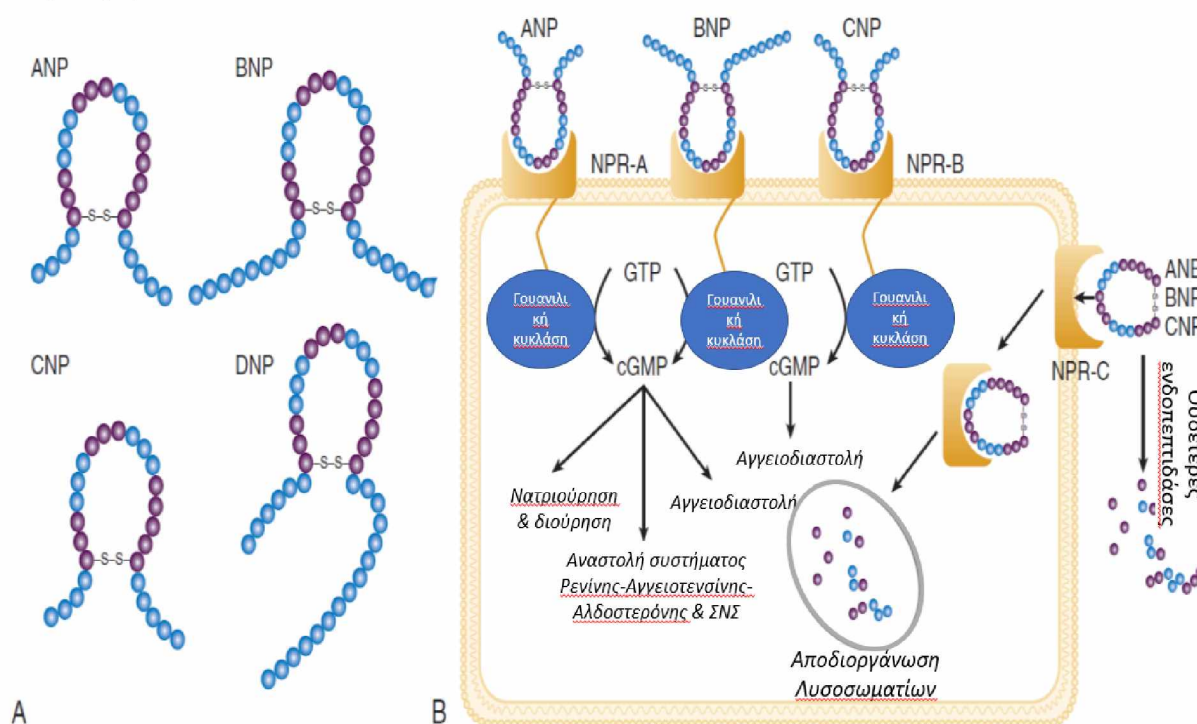 ANP
BNP
S-S
S-S
CNP
DNP
S-S
S-S
A
ANP
BNP
CNP
S-S
S-S
S-S
NPR-A
NPR-B
GTP
GTP
Γουανιλι
κή
κυκλάση
Γουανιλι
κή
κυκλάση
Γουανιλι
κή
κυκλάση
cGMP
cGMP
BNP
NPR-C
ενδοπεπτιδάσες
Αγγειοδιαστολή
Νατριούρηση
& διούρηση
Αγγειοδιαστολή
Αναστολή συστήματος
Ρενίνης-Αγγειοτενσίνης-
Αλδοστερόνης & ΣΝΣ
Αποδιοργάνωση
Λυσοσωματίων
B